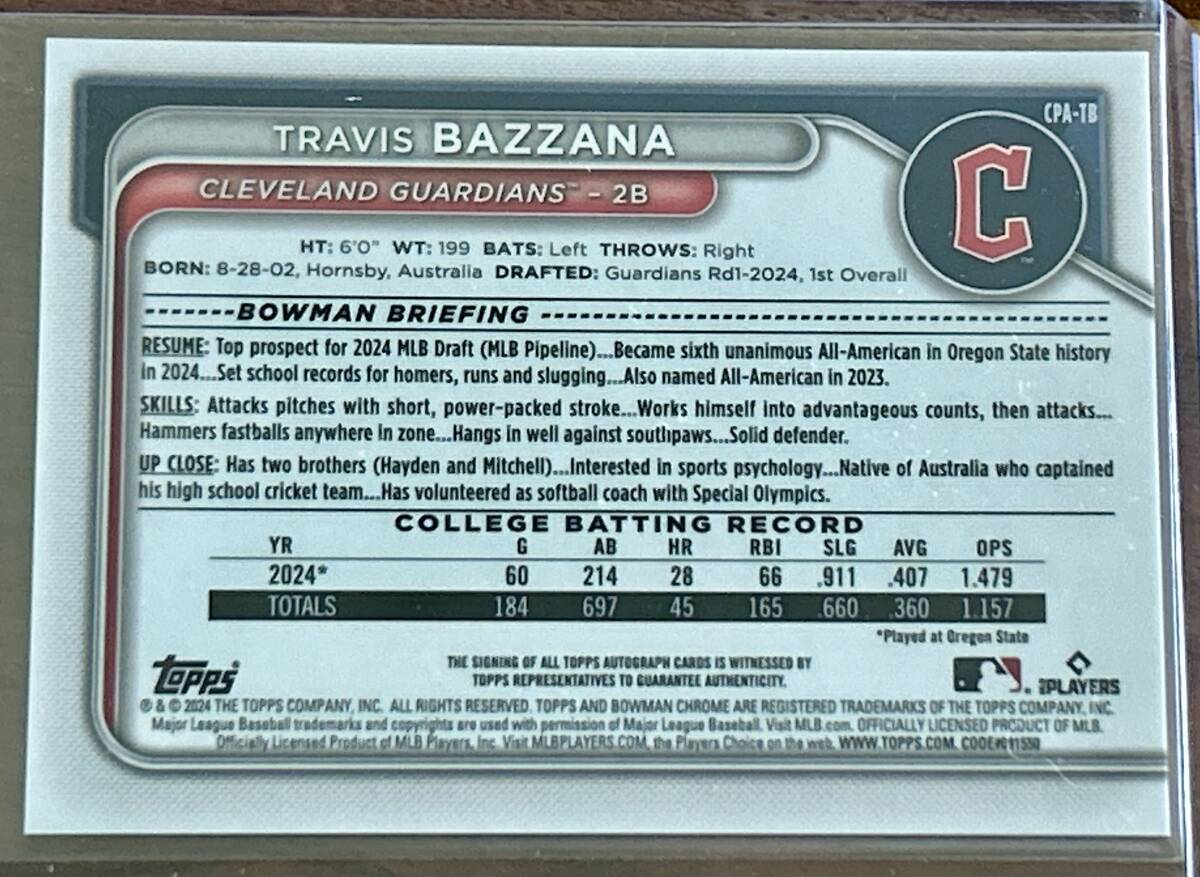 CPA-TB
TRAVIS BAZZANA
CLEVELAND GUARDIANS™ - 2B
C
™
HT: 6'0" WT: 199 BATS: Left THROWS: Right
BORN: 8-28-02, Hornsby, Australia DRAFTED: Guardians Rd1-2024, 1st Overall
-------BOWMAN BRIEFING
RESUME: Top prospect for 2024 MLB Draft (MLB Pipeline)...Became sixth unanimous All-American in Oregon State history
in 2024...Set school records for homers, runs and slugging...Also named All-American in 2023.
SKILLS: Attacks pitches with short, power-packed stroke...Works himself into advantageous counts, then attacks...
Hammers fastballs anywhere in zone...Hangs in well against southpaws...Solid defender.
UP CLOSE: Has two brothers (Hayden and Mitchell)...Interested in sports psychology...Native of Australia who captained
his high school cricket team...Has volunteered as softball coach with Special Olympics.
COLLEGE BATTING RECORD
YR G AB HR RBI SLG AVG OPS
2024* 60 214 28 66 .911 .407 1.479
TOTALS 184 697 45 165 .660 .360 1.157
*Played at Oregon State
Topps®
THE SIGNING OF ALL TOPPS AUTOGRAPH CARDS IS WITNESSED BY
TOPPS REPRESENTATIVES TO GUARANTEE AUTHENTICITY.
PLAYERS
® & © 2024 THE TOPPS COMPANY, INC. ALL RIGHTS RESERVED. TOPPS AND BOWMAN CHROME ARE REGISTERED TRADEMARKS OF THE TOPPS COMPANY, INC.
Major League Baseball trademarks and copyrights are used with permission of Major League Baseball. Visit MLB.com. OFFICIALLY LICENSED PRODUCT OF MLB.
Officially Licensed Product of MLB Players, Inc. Visit MLBPLAYERS.COM, the Players Choice on the web. WWW.TOPPS.COM.